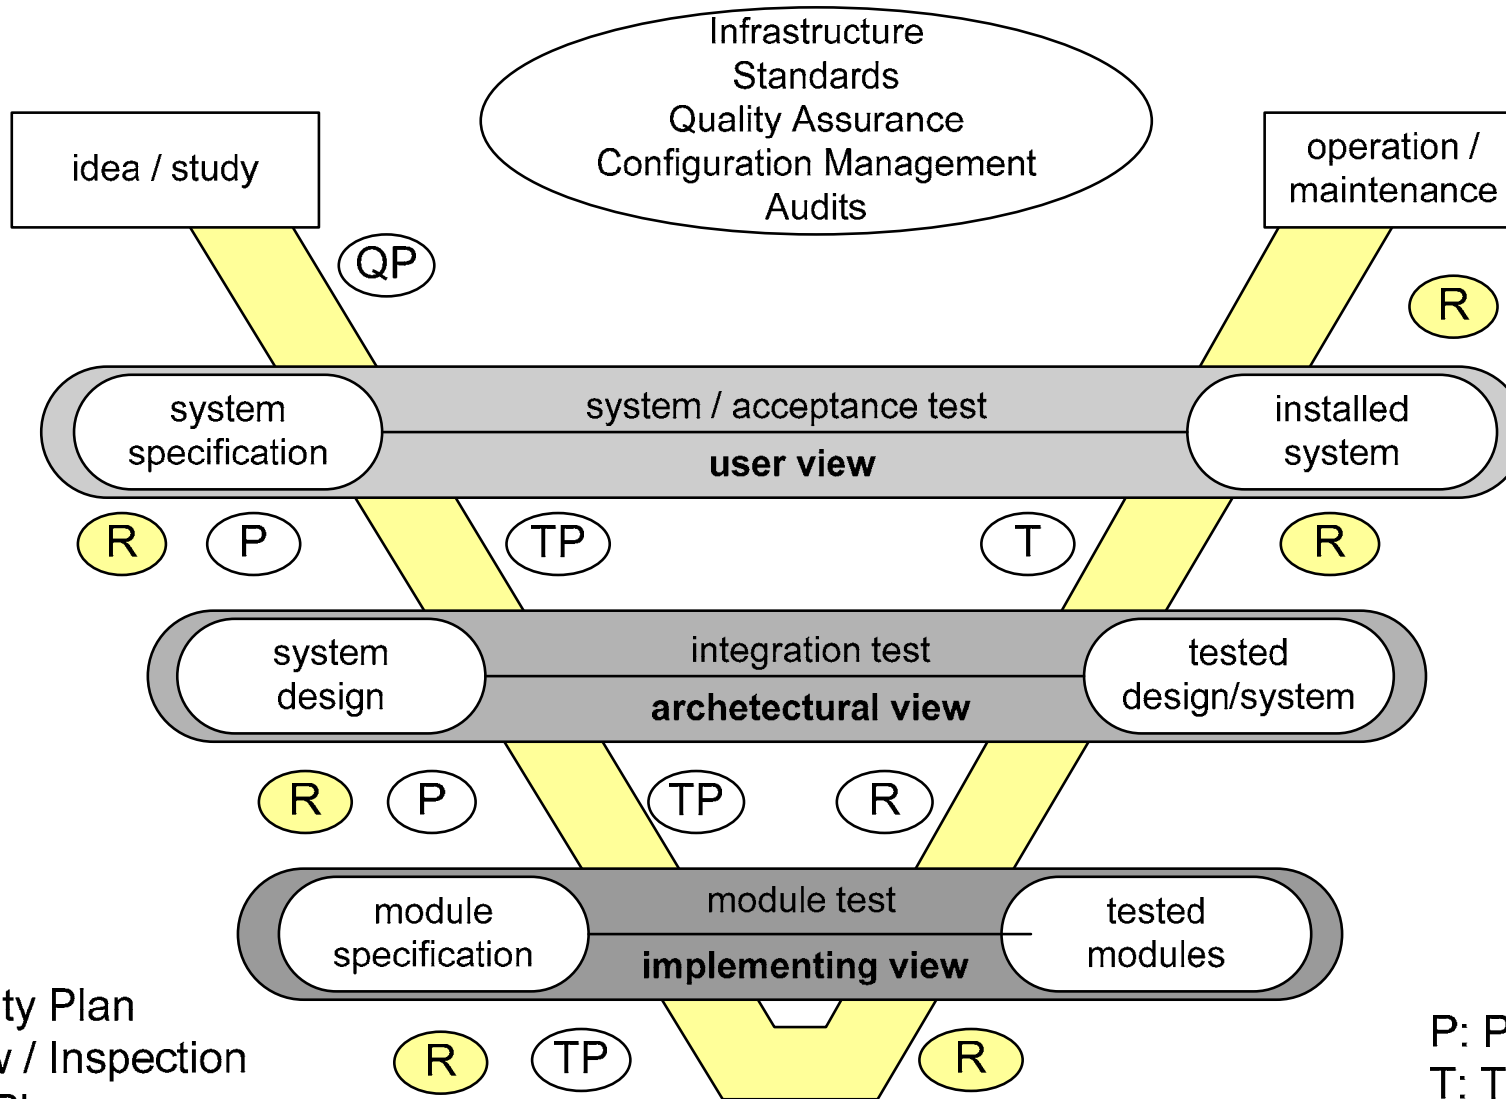 Infrastructure
Standards
Quality Assurance
Configuration Management
Audits
idea / study
operation /
maintenance
QP
R
system
specification
system / acceptance test
user view
installed
system
R
P
TP
T
R
system
design
integration test
archetectural view
tested
design/system
R
P
TP
R
module
specification
module test
implementing view
tested
modules
ty Plan
/ Inspection
R
TP
R
P: P
T: T